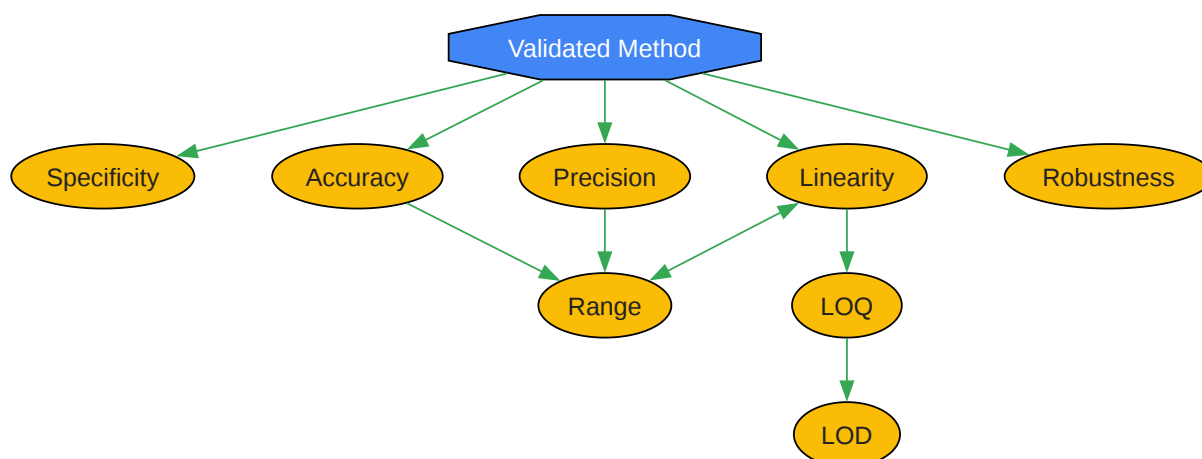 Validated Method
Specificity
Accuracy
Precision
Linearity
Robustness
Range
LOQ
LOD